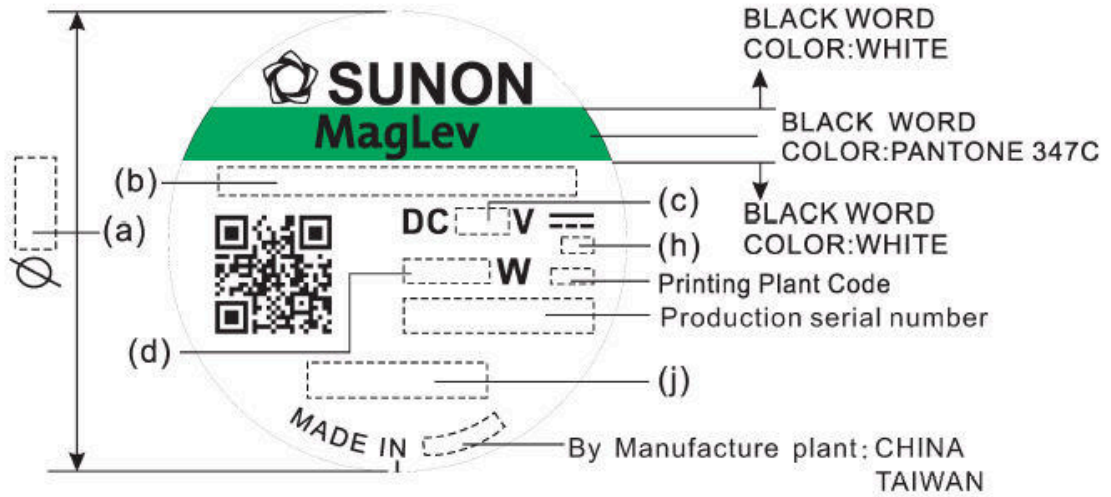 BLACK WORD
COLOR:WHITE
SUNON
MagLev
BLACK WORD
COLOR:PANTONE 347C
(b)
(a)
Ø
DC V
(c)
BLACK WORD
COLOR:WHITE
(h)
W
Printing Plant Code
Production serial number
(d)
(j)
MADE IN
By Manufacture plant: CHINA
TAIWAN